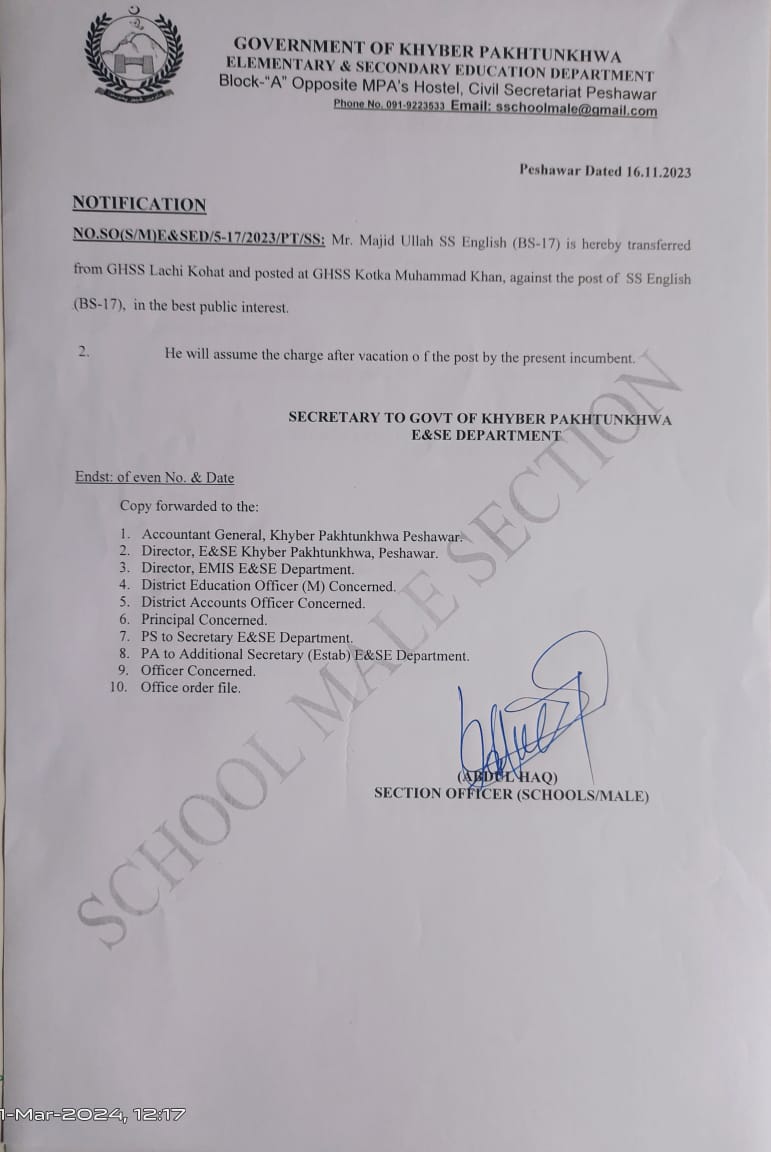 GOVERNMENT OF KHYBER PAKHTUNKHWA
ELEMENTARY & SECONDARY EDUCATION DEPARTMENT
Block-“A” Opposite MPA's Hostel, Civil Secretariat Peshawar
Phone No. 091-9223533 Email: sschoolmale@gmail.com
Peshawar Dated 16.11.2023
NOTIFICATION
NO.SO(S/M)E&SED/5-17/2023/PT/SS: Mr. Majid Ullah SS English (BS-17) is hereby transferred
from GHSS Lachi Kohat and posted at GHSS Kotka Muhammad Khan, against the post of SS English
(BS-17), in the best public interest.
2. He will assume the charge after vacation o f the post by the present incumbent.
SECRETARY TO GOVT OF KHYBER PAKHTUNKHWA
E&SE DEPARTMENT
Endst: of even No. & Date
Copy forwarded to the:
1. Accountant General, Khyber Pakhtunkhwa Peshawar.
2. Director, E&SE Khyber Pakhtunkhwa, Peshawar.
3. Director, EMIS E&SE Department.
4. District Education Officer (M) Concerned.
5. District Accounts Officer Concerned.
6. Principal Concerned.
7. PS to Secretary E&SE Department.
8. PA to Additional Secretary (Estab) E&SE Department.
9. Officer Concerned.
10. Office order file.
(ABDUL HAQ)
SECTION OFFICER (SCHOOLS/MALE)
SCHOOL MALE SECTION
1-Mar-2024, 12:17